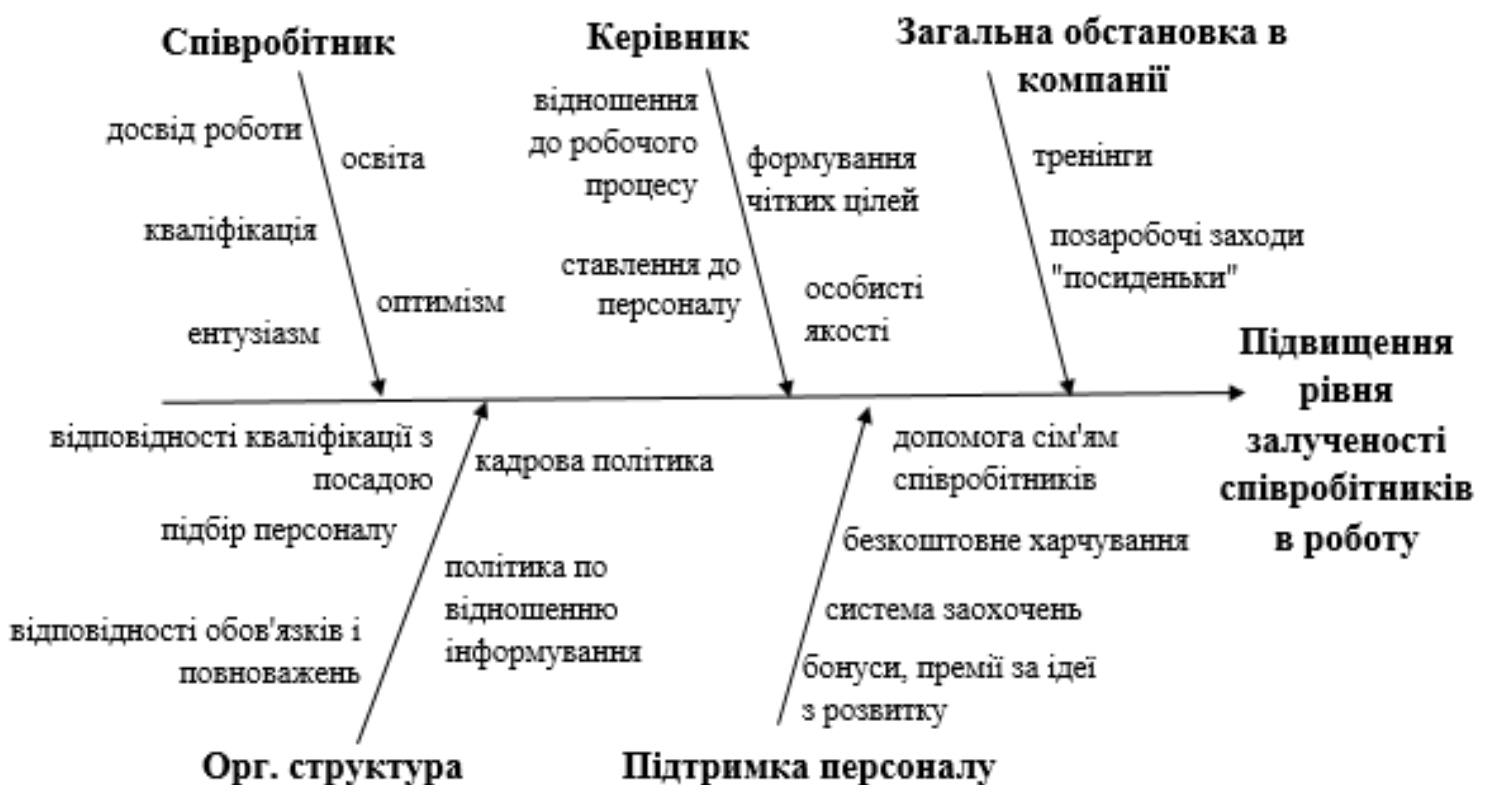 Співробітник
досвід роботи
освіта
кваліфікація
оптимізм
ентузіазм
Керівник
відношення
до робочого
процесу
формування
чітких цілей
ставлення до
персоналу
особисті
якості
Загальна обстановка в
компанії
тренінги
позаробочі заходи
"посиденьки"
Підвищення
рівня
залученості
співробітників
в роботу
відповідності кваліфікації з
посадою
кадрова політика
підбір персоналу
політика по
відношенню
інформування
відповідності обов'язків і
повноважень
Орг. структура
допомога сім'ям
співробітників
безкоштовне харчування
система заохочень
бонуси, премії за ідеї
з розвитку
Підтримка персоналу